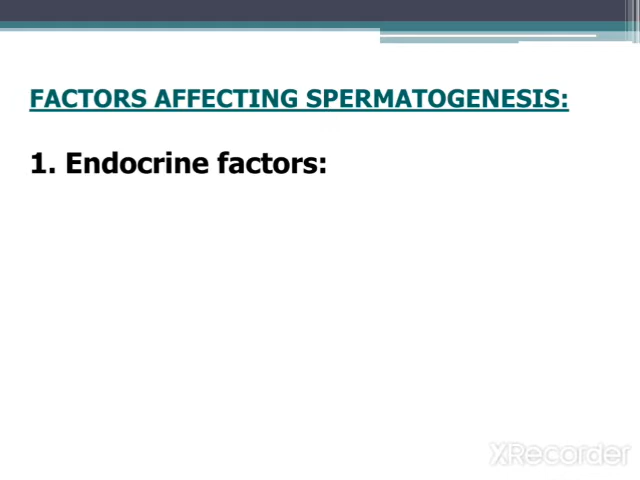 FACTORS AFFECTING SPERMATOGENESIS:
1. Endocrine factors:
XRecorder